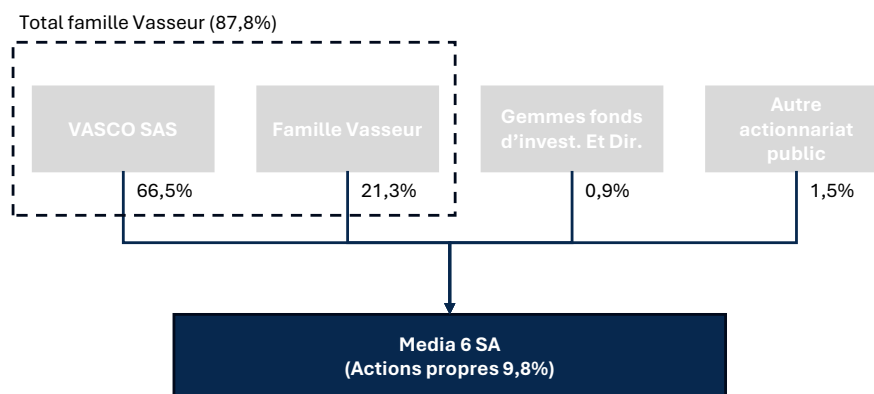 Total famille Vasseur (87,8%)
VASCO SAS
Famille Vasseur
Gemmes fonds
d’invest. Et Dir.
Autre
actionnariat
public
66,5%
21,3%
0,9%
1,5%
Media 6 SA
(Actions propres 9,8%)